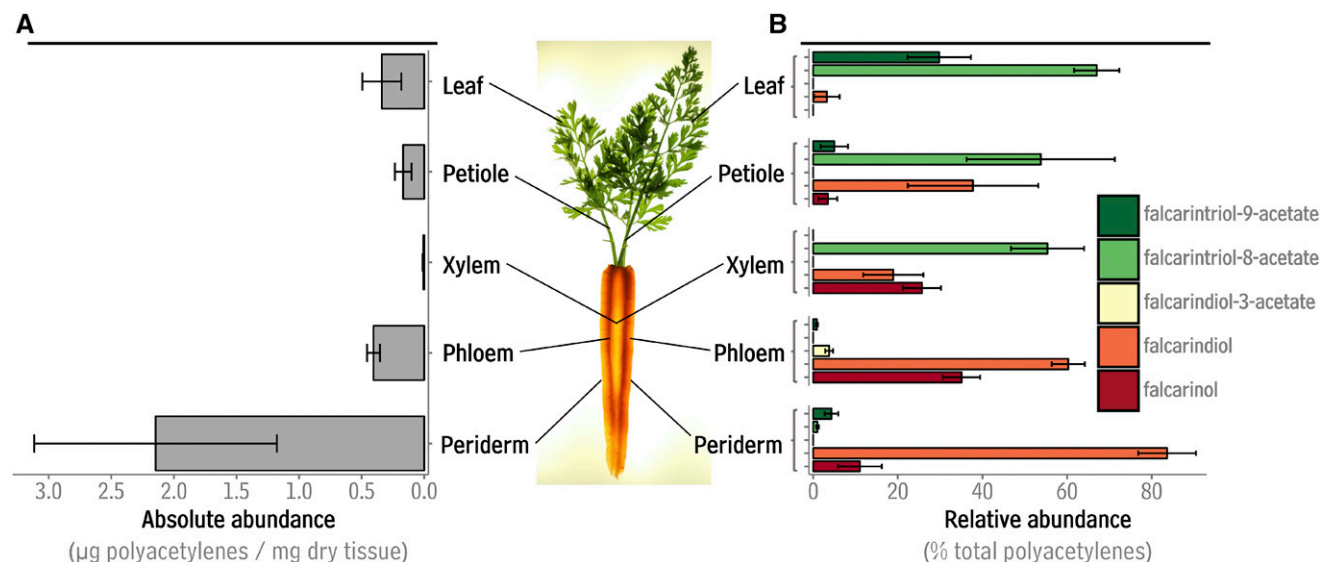 A
B
Leaf
Petiole
Xylem
Phloem
Periderm
3.0 2.5 2.0 1.5 1.0 0.5 0.0
Absolute abundance
(µg polyacetylenes / mg dry tissue)
Leaf
Petiole
Xylem
Phloem
Periderm
falcarintriol-9-acetate
falcarintriol-8-acetate
falcarindiol-3-acetate
falcarindiol
falcarinol
0 20 40 60 80
Relative abundance
(% total polyacetylenes)